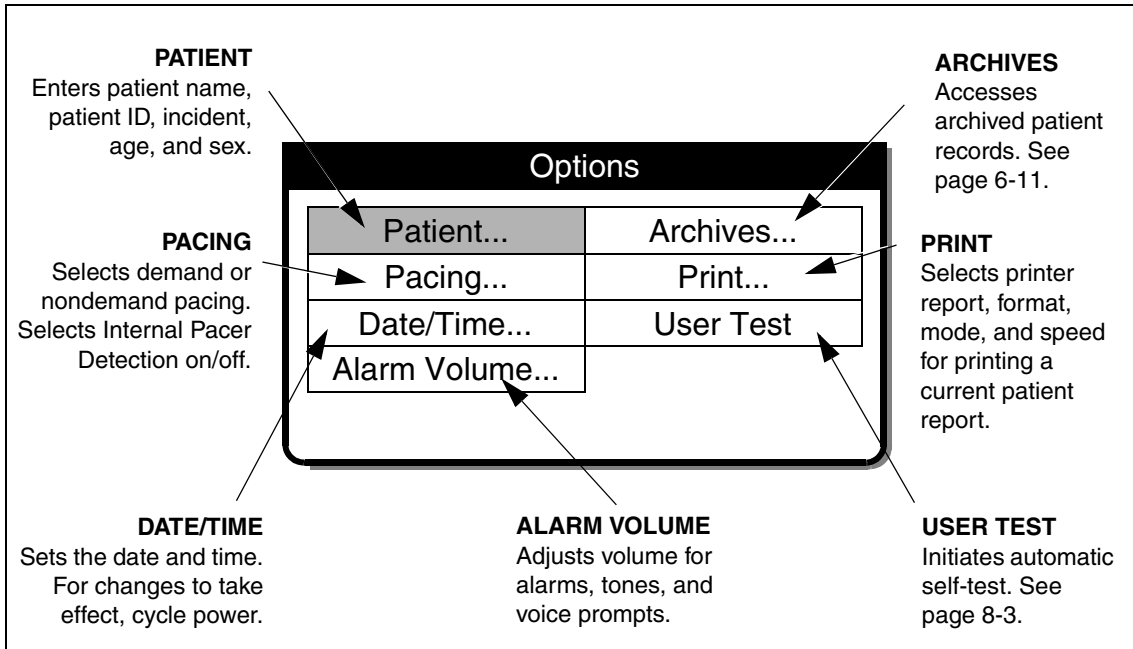 PATIENT
Enters patient name,
patient ID, incident,
age, and sex.
PACING
Selects demand or
nondemand pacing.
Selects Internal Pacer
Detection on/off.
DATE/TIME
Sets the date and time.
For changes to take
effect, cycle power.
Options
Patient...
Archives...
Pacing...
Print...
Date/Time...
User Test
Alarm Volume...
ALARM VOLUME
Adjusts volume for
alarms, tones, and
voice prompts.
ARCHIVES
Accesses
archived patient
records. See
page 6-11.
PRINT
Selects printer
report, format,
mode, and speed
for printing a
current patient
report.
USER TEST
Initiates automatic
self-test. See
page 8-3.